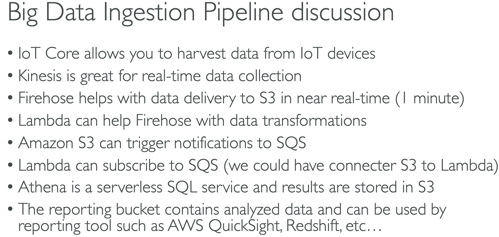 Big Data Ingestion Pipeline discussion
• IoT Core allows you to harvest data from IoT devices
• Kinesis is great for real-time data collection
• Firehose helps with data delivery to S3 in near real-time (1 minute)
• Lambda can help Firehose with data transformations
• Amazon S3 can trigger notifications to SQS
• Lambda can subscribe to SQS (we could have connecter S3 to Lambda)
• Athena is a serverless SQL service and results are stored in S3
• The reporting bucket contains analyzed data and can be used by
reporting tool such as AWS QuickSight, Redshift, etc…